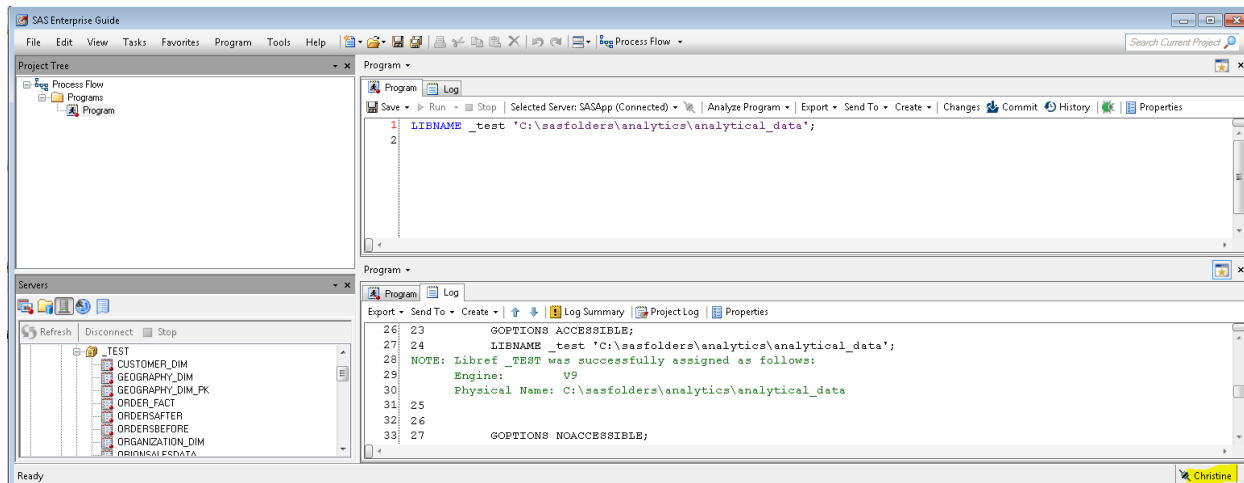 SAS Enterprise Guide
File Edit View Tasks Favorites Program Tools Help Process Flow Search Current Project
Project Tree
Process Flow
Programs
Program
Program
Program Log
Save Run Stop Selected Server: SASApp (Connected) Analyze Program Export Send To Create Changes Commit History Properties
1 LIBNAME _test 'C:\sasfolders\analytics\analytical_data';
2
Servers
Refresh Disconnect Stop
_TEST
CUSTOMER_DIM
GEOGRAPHY_DIM
GEOGRAPHY_DIM_PK
ORDER_FACT
ORDERSAFTER
ORDERSBEFORE
ORGANIZATION_DIM
ORIONSALESDATA
Program
Program Log
Export Send To Create Log Summary Project Log Properties
26 23 GOPTIONS ACCESSIBLE;
27 24 LIBNAME _test 'C:\sasfolders\analytics\analytical_data';
28 NOTE: Libref _TEST was successfully assigned as follows:
29 Engine: V9
30 Physical Name: C:\sasfolders\analytics\analytical_data
31 25
32 26
33 27 GOPTIONS NOACCESSIBLE;
Ready Christine